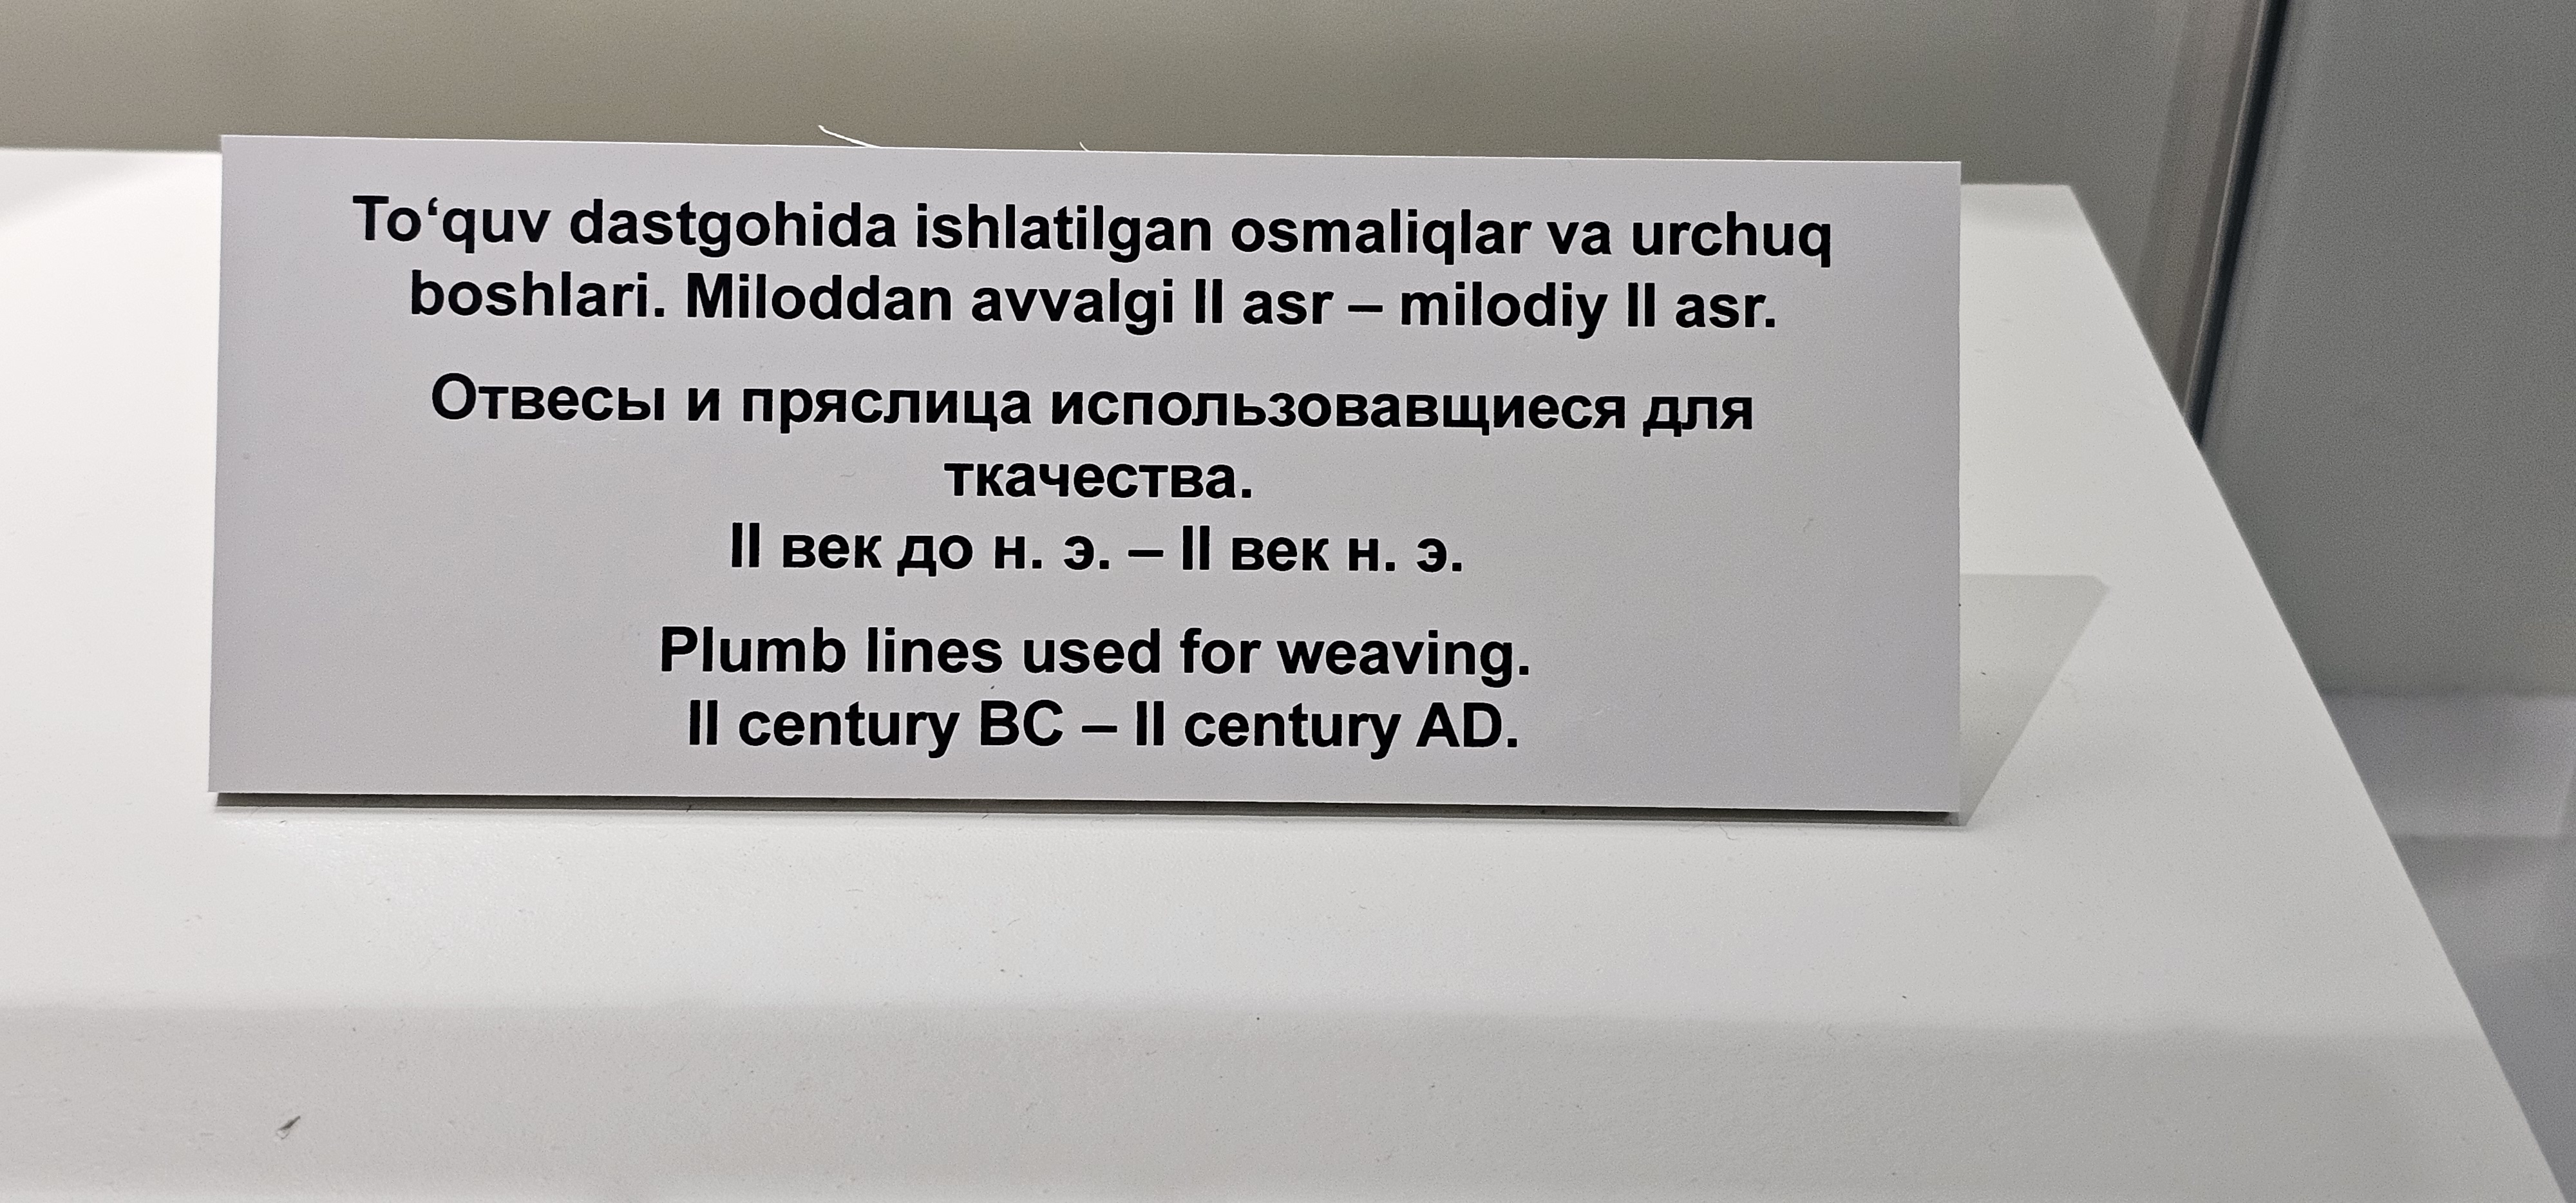 To‘quv dastgohida ishlatilgan osmaliqlar va urchuq
boshlari. Miloddan avvalgi II asr – milodiy II asr.
Отвесы и пряслица использовавщиеся для
ткачества.
II век до н. э. – II век н. э.
Plumb lines used for weaving.
II century BC – II century AD.